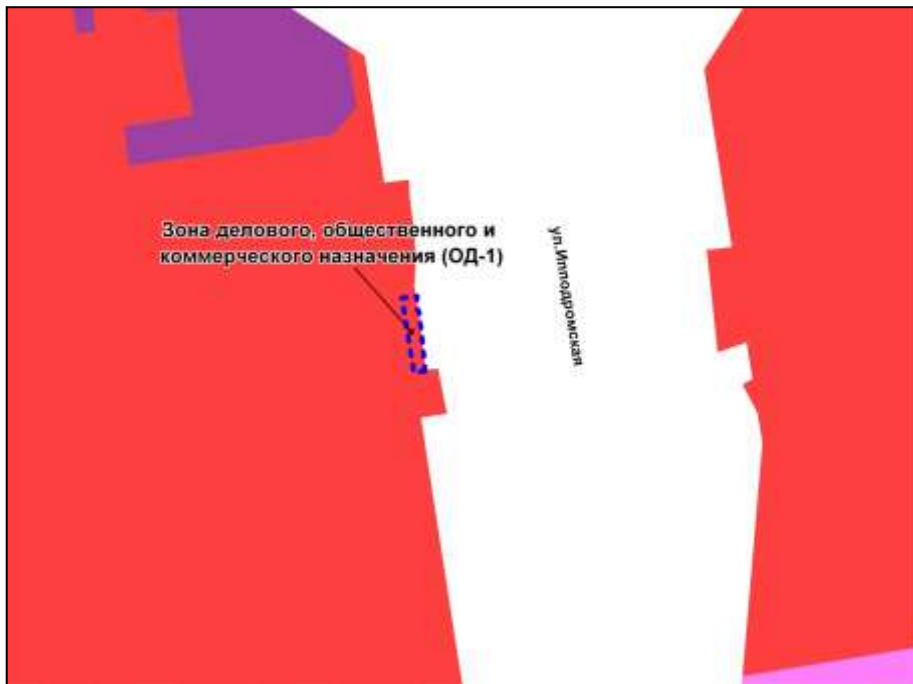 Зона делового, общественного и
коммерческого назначения (ОД-1)
ул.Ипподромская